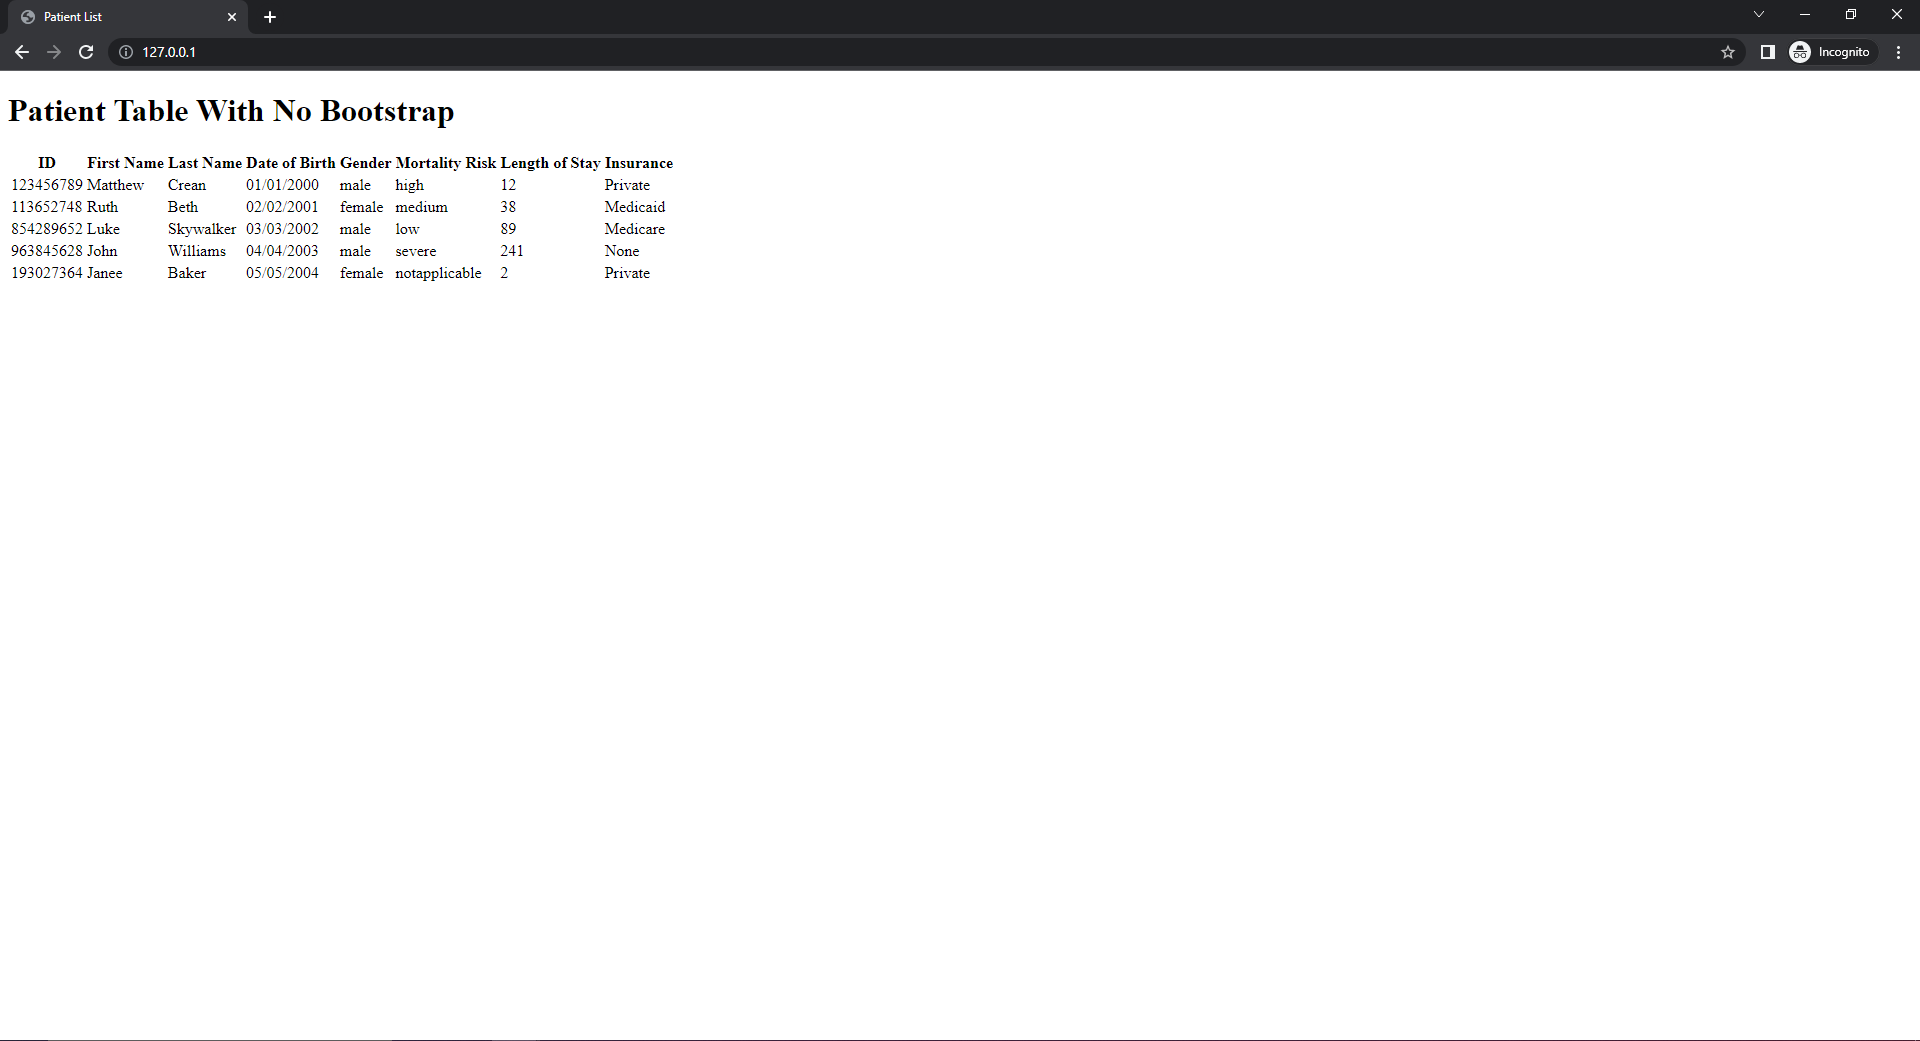 Patient List
127.0.0.1
Incognito
Patient Table With No Bootstrap
ID First Name Last Name Date of Birth Gender Mortality Risk Length of Stay Insurance
123456789 Matthew Crean 01/01/2000 male high 12 Private
113652748 Ruth Beth 02/02/2001 female medium 38 Medicaid
854289652 Luke Skywalker 03/03/2002 male low 89 Medicare
963845628 John Williams 04/04/2003 male severe 241 None
193027364 Janee Baker 05/05/2004 female notapplicable 2 Private